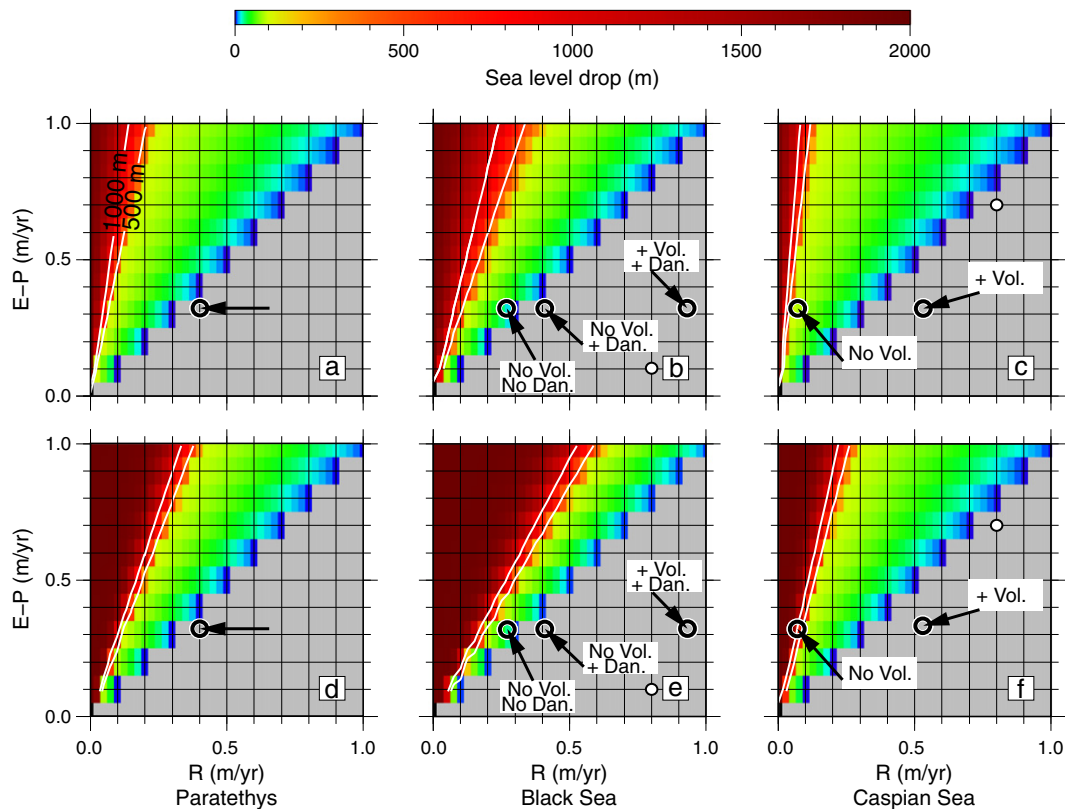 0 500 1000 1500 2000
Sea level drop (m)
1.0
0.5
0.0
E−P (m/yr)
1000 m
500 m
a
+ Vol.
+ Dan.
No Vol.
+ Dan.
No Vol.
No Dan.
b
+ Vol.
No Vol.
c
1.0
0.5
0.0
E−P (m/yr)
d
+ Vol.
+ Dan.
No Vol.
+ Dan.
No Vol.
No Dan.
e
+ Vol.
No Vol.
f
0.0 0.5 1.0 0.0 0.5 1.0 0.0 0.5 1.0
R (m/yr) R (m/yr) R (m/yr)
Paratethys Black Sea Caspian Sea